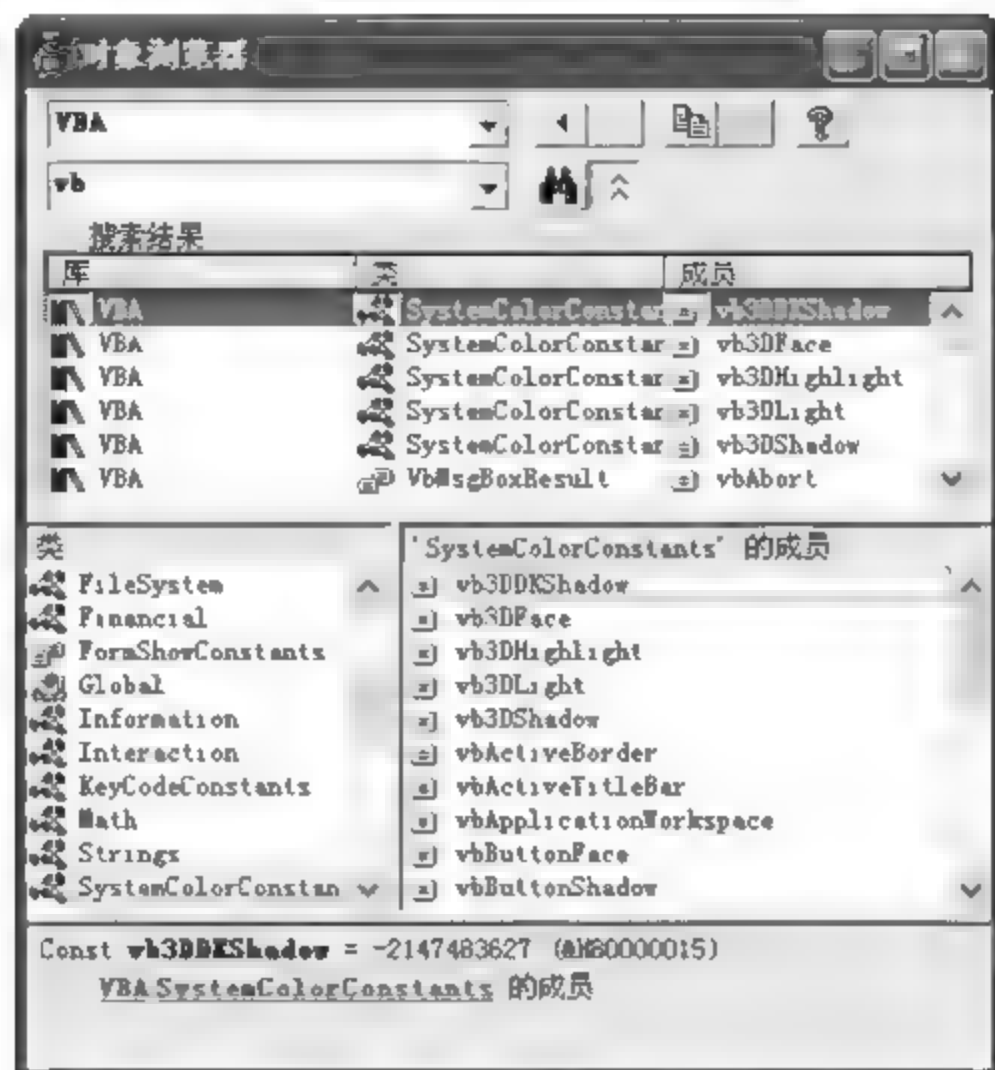 对象浏览器
VBA
vb
搜索结果
库 类 成员
VBA SystemColorConstar vb3DDKShadow
VBA SystemColorConstar vb3DFace
VBA SystemColorConstar vb3DHighlight
VBA SystemColorConstar vb3DLight
VBA SystemColorConstar vb3DShadow
VBA VbMsgBoxResult vbAbort
类
FileSystem
Financial
FormShowConstants
Global
Information
Interaction
KeyCodeConstants
Math
Strings
SystemColorConstan
'SystemColorConstants' 的成员
vb3DDKShadow
vb3DFace
vb3DHighlight
vb3DLight
vb3DShadow
vbActiveBorder
vbActiveTitleBar
vbApplicationWorkspace
vbButtonFace
vbButtonShadow
Const vb3DDKShadow = -2147483627 (&H80000015)
VBA.SystemColorConstants 的成员